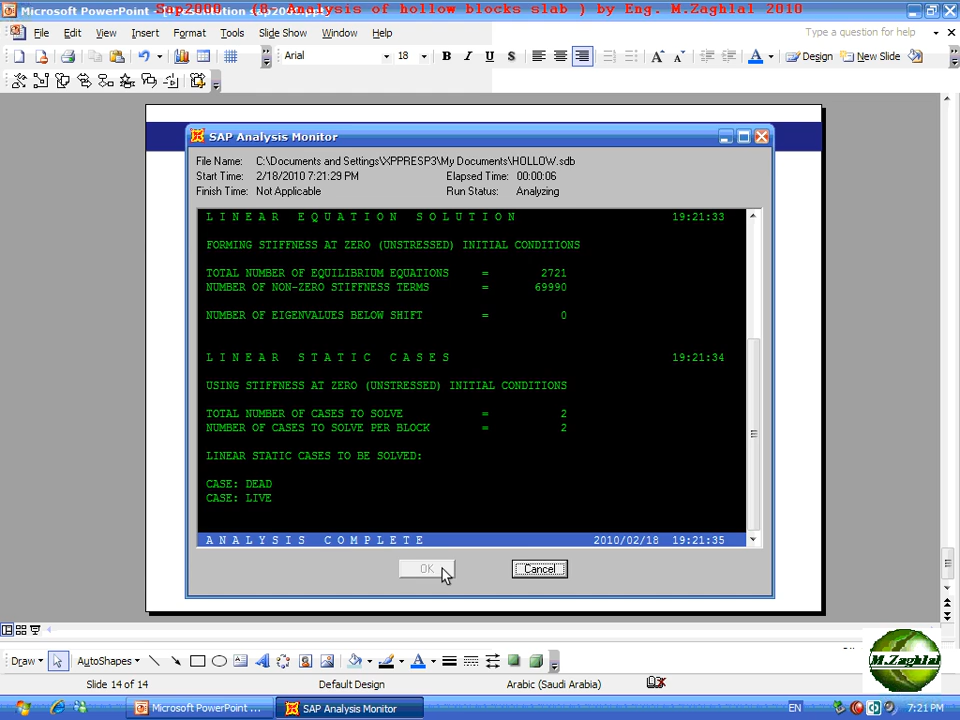 Sap2000 (8- Analysis of hollow blocks slab ) by Eng. M.Zaghlal 2010
Microsoft PowerPoint
File Edit View Insert Format Tools Slide Show Window Help Type a question for help
Arial 18 B I U S A A A Design New Slide
SAP Analysis Monitor
File Name: C:\Documents and Settings\XPPRESP3\My Documents\HOLLOW.sdb
Start Time: 2/18/2010 7:21:29 PM Elapsed Time: 00:00:06
Finish Time: Not Applicable Run Status: Analyzing
L I N E A R   E Q U A T I O N   S O L U T I O N 19:21:33
FORMING STIFFNESS AT ZERO (UNSTRESSED) INITIAL CONDITIONS
TOTAL NUMBER OF EQUILIBRIUM EQUATIONS = 2721
NUMBER OF NON-ZERO STIFFNESS TERMS = 69990
NUMBER OF EIGENVALUES BELOW SHIFT = 0
L I N E A R   S T A T I C   C A S E S 19:21:34
USING STIFFNESS AT ZERO (UNSTRESSED) INITIAL CONDITIONS
TOTAL NUMBER OF CASES TO SOLVE = 2
NUMBER OF CASES TO SOLVE PER BLOCK = 2
LINEAR STATIC CASES TO BE SOLVED:
CASE: DEAD
CASE: LIVE
A N A L Y S I S   C O M P L E T E 2010/02/18 19:21:35
OK Cancel
Draw AutoShapes A
M.Zaghlal
Slide 14 of 14 Default Design Arabic (Saudi Arabia)
Microsoft PowerPoint ... SAP Analysis Monitor EN 7:21 PM